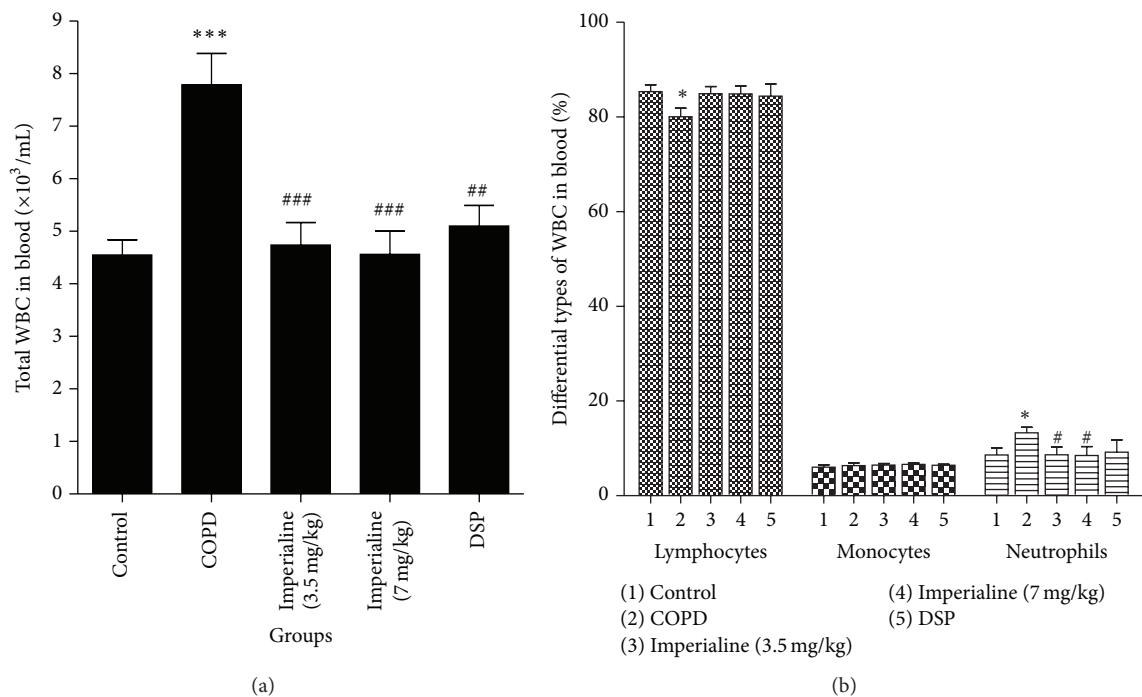 9
8
7
6
5
4
3
2
1
0
Total WBC in blood (×10³/mL)
***
###
###
##
Control
COPD
Imperialine
(3.5 mg/kg)
Imperialine
(7 mg/kg)
DSP
Groups
(a)
100
80
60
40
20
0
Differential types of WBC in blood (%)
*
*
#
#
1 2 3 4 5 1 2 3 4 5 1 2 3 4 5
Lymphocytes Monocytes Neutrophils
(1) Control
(2) COPD
(3) Imperialine (3.5 mg/kg)
(4) Imperialine (7 mg/kg)
(5) DSP
(b)